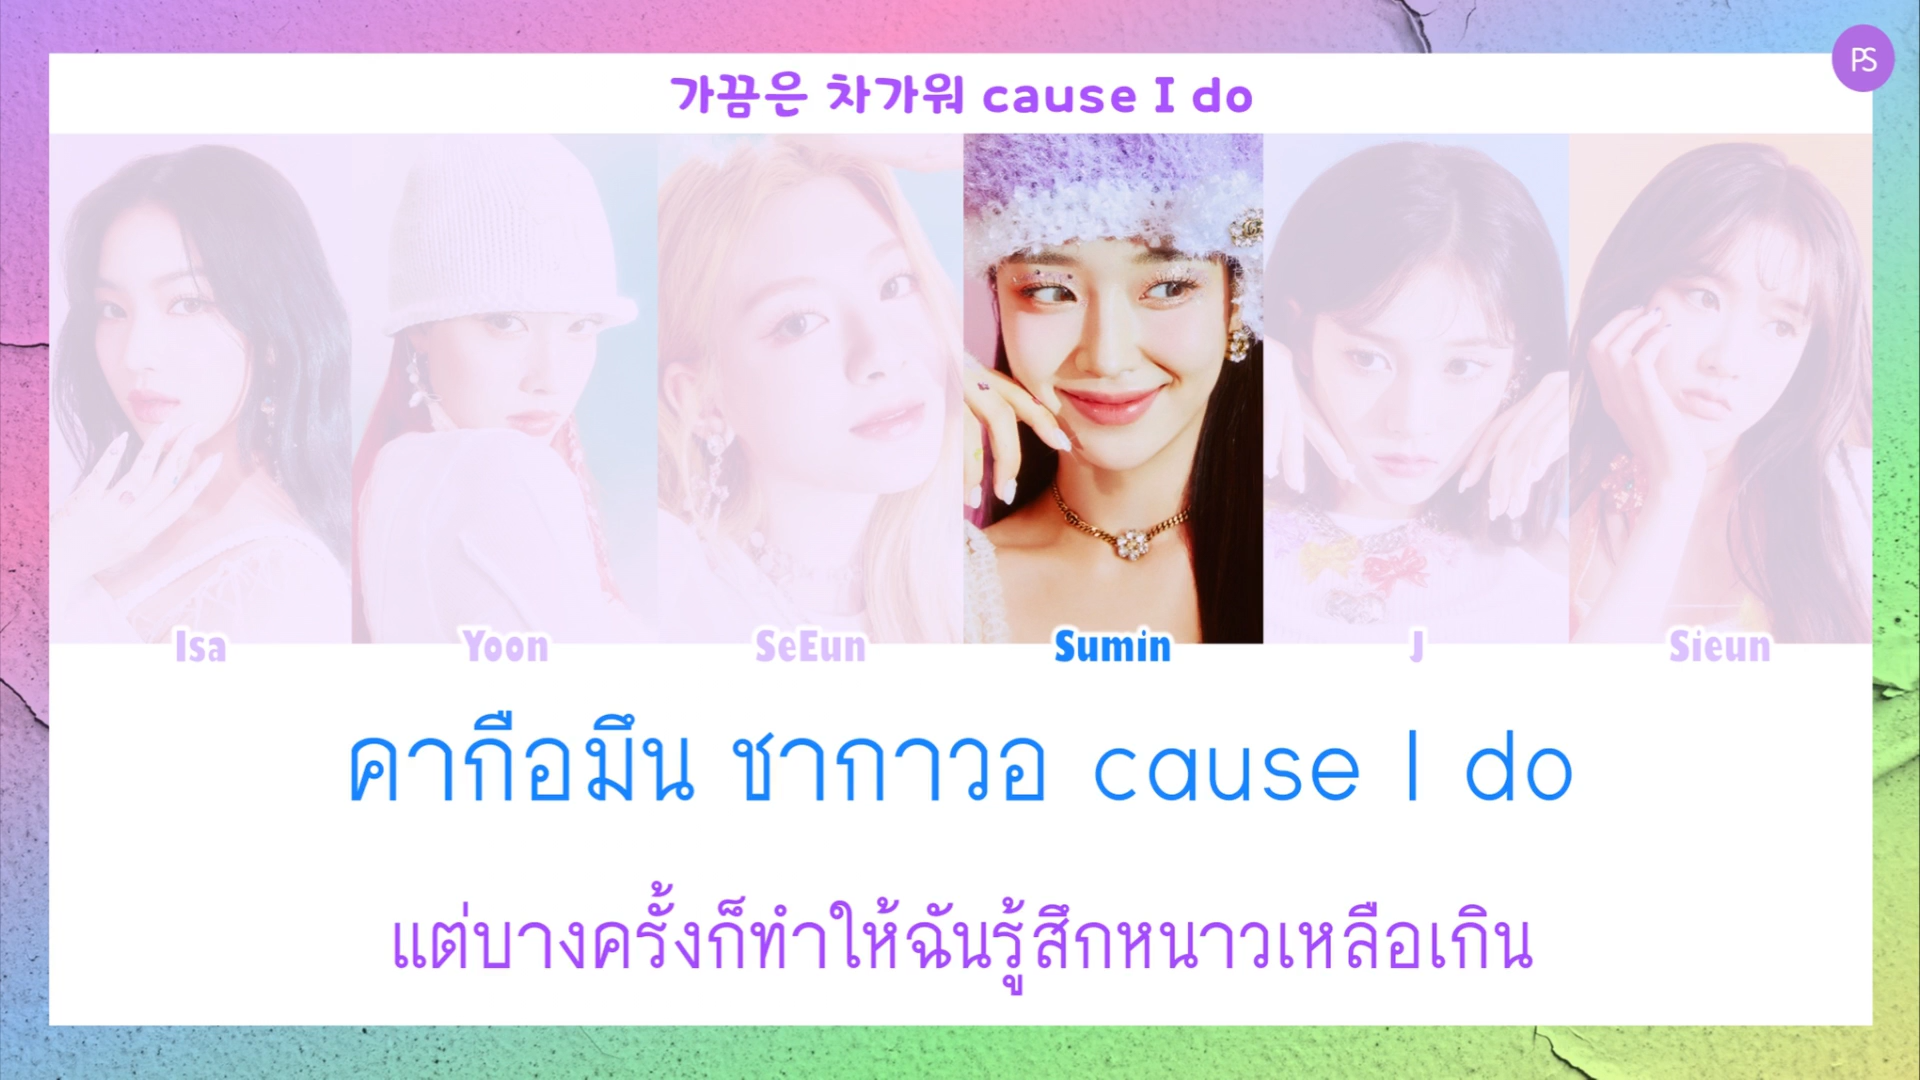 PS
가끔은 차가워 cause I do
Isa Yoon SeEun Sumin J Sieun
คากือมึน ชากาวอ cause I do
แต่บางครั้งก็ทำให้ฉันรู้สึกหนาวเหลือเกิน